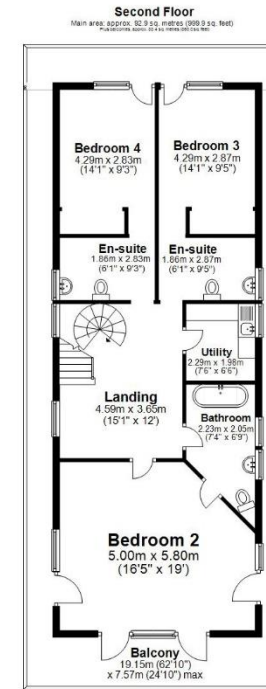 Second Floor
Main area: approx. 92.9 sq. metres (999.9 sq. feet)
Bedroom 4
4.29m x 2.83m
(14'1" x 9'3")
Bedroom 3
4.29m x 2.87m
(14'1" x 9'5")
En-suite
1.86m x 2.83m
(6'1" x 9'3")
En-suite
1.86m x 2.87m
(6'1" x 9'5")
Utility
2.29m x 1.98m
(7'6" x 6'6")
Landing
4.59m x 3.65m
(15'1" x 12')
Bathroom
2.23m x 2.05m
(7'4" x 6'9")
Bedroom 2
5.00m x 5.80m
(16'5" x 19')
Balcony
19.15m (62'10")
x 7.57m (24'10") max